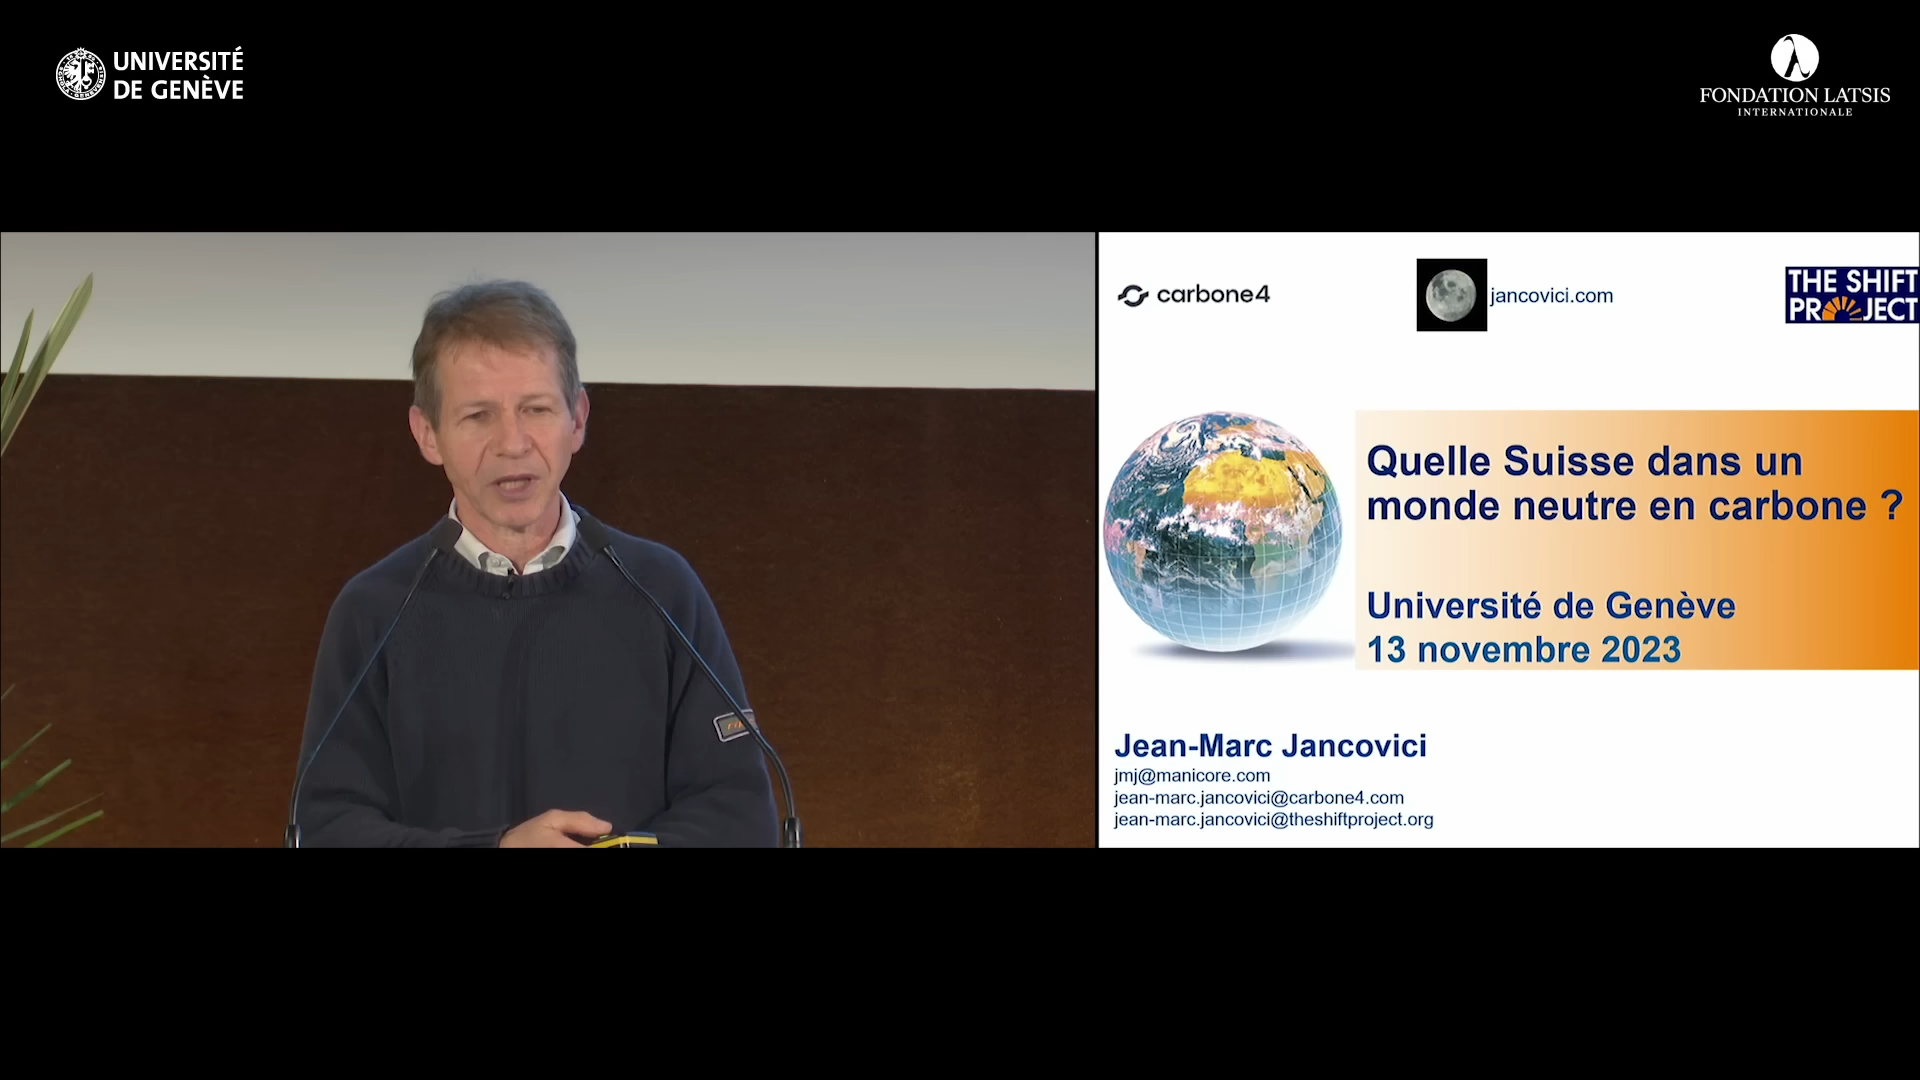 UNIVERSITÉ
DE GENÈVE
FONDATION LATSIS
INTERNATIONALE
carbone4
jancovici.com
THE SHIFT
PROJECT
Quelle Suisse dans un
monde neutre en carbone ?
Université de Genève
13 novembre 2023
Jean-Marc Jancovici
jmj@manicore.com
jean-marc.jancovici@carbone4.com
jean-marc.jancovici@theshiftproject.org